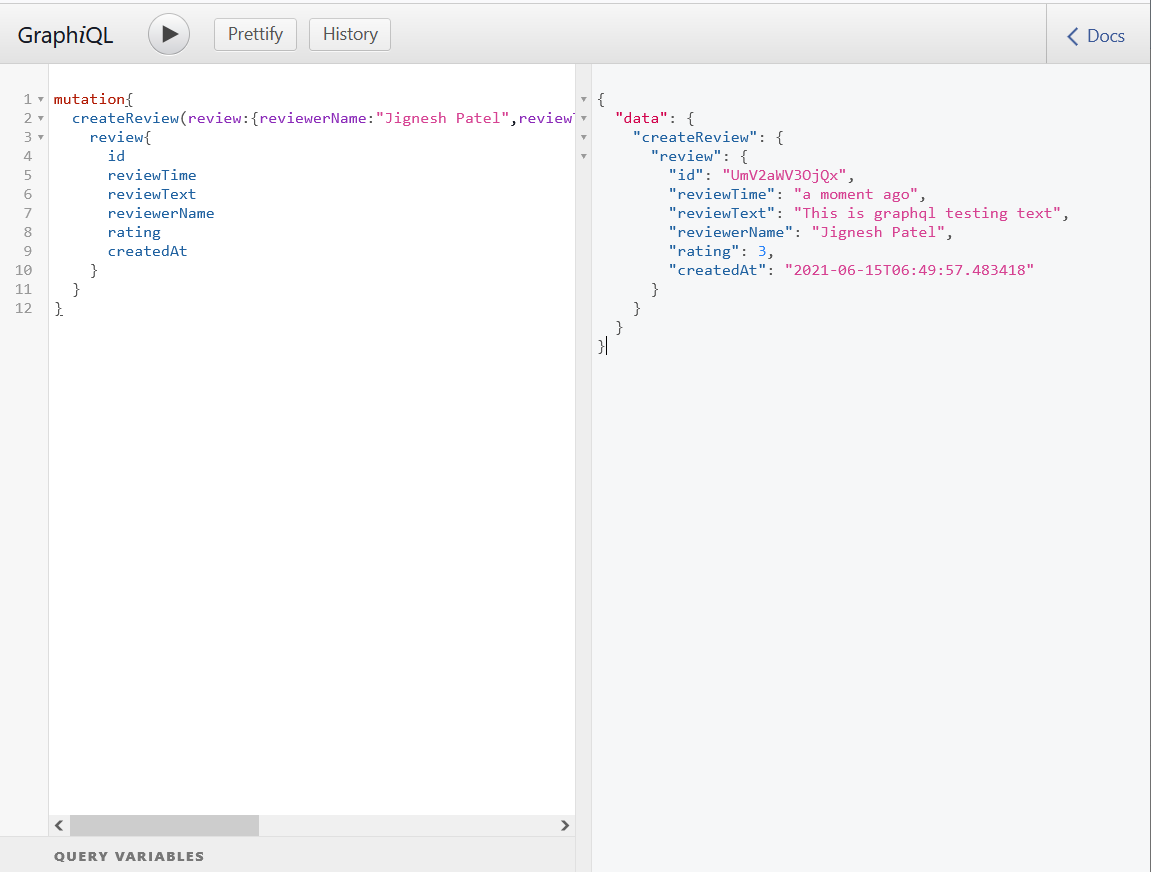 GraphiQL
Prettify
History
Docs
1 mutation{
2 createReview(review:{reviewerName:"Jignesh Patel",review
3 review{
4 id
5 reviewTime
6 reviewText
7 reviewerName
8 rating
9 createdAt
10 }
11 }
12 }
{
"data": {
"createReview": {
"review": {
"id": "UmV2aWV3OjQx",
"reviewTime": "a moment ago",
"reviewText": "This is graphql testing text",
"reviewerName": "Jignesh Patel",
"rating": 3,
"createdAt": "2021-06-15T06:49:57.483418"
}
}
}
}
QUERY VARIABLES